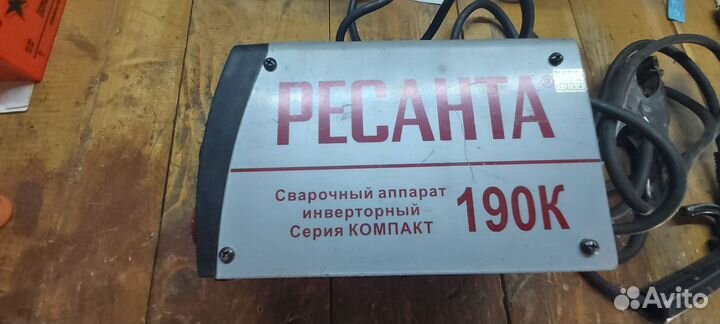 РЕСАНТА®
Сварочный аппарат
инверторный
Серия КОМПАКТ
190К
Avito